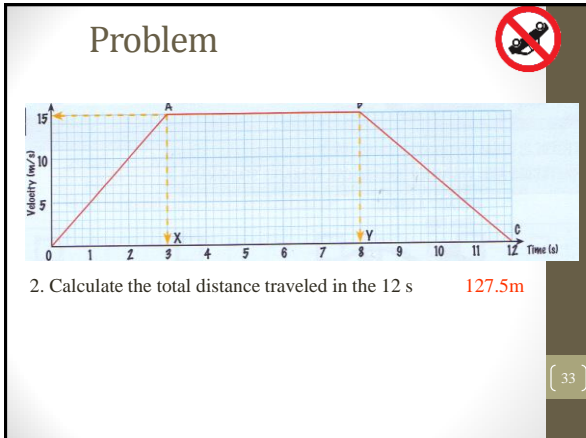 Problem
A
15
10
5
Velocity (m/s)
X
Y
C
0 1 2 3 4 5 6 7 8 9 10 11 12 Time (s)
2. Calculate the total distance traveled in the 12 s 127.5m
33